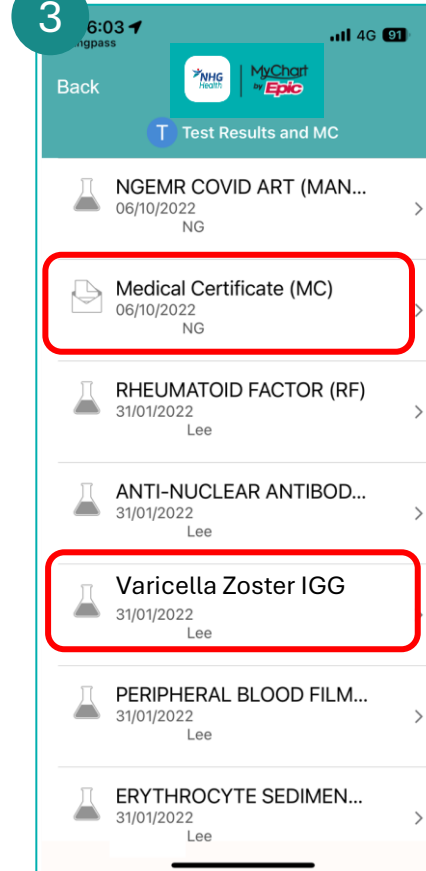 3
6:03
4G 91
Back
NHG Health | MyChart by Epic
T Test Results and MC
NGEMR COVID ART (MAN...
06/10/2022
NG
Medical Certificate (MC)
06/10/2022
NG
RHEUMATOID FACTOR (RF)
31/01/2022
Lee
ANTI-NUCLEAR ANTIBOD...
31/01/2022
Lee
Varicella Zoster IGG
31/01/2022
Lee
PERIPHERAL BLOOD FILM...
31/01/2022
Lee
ERYTHROCYTE SEDIMEN...
31/01/2022
Lee